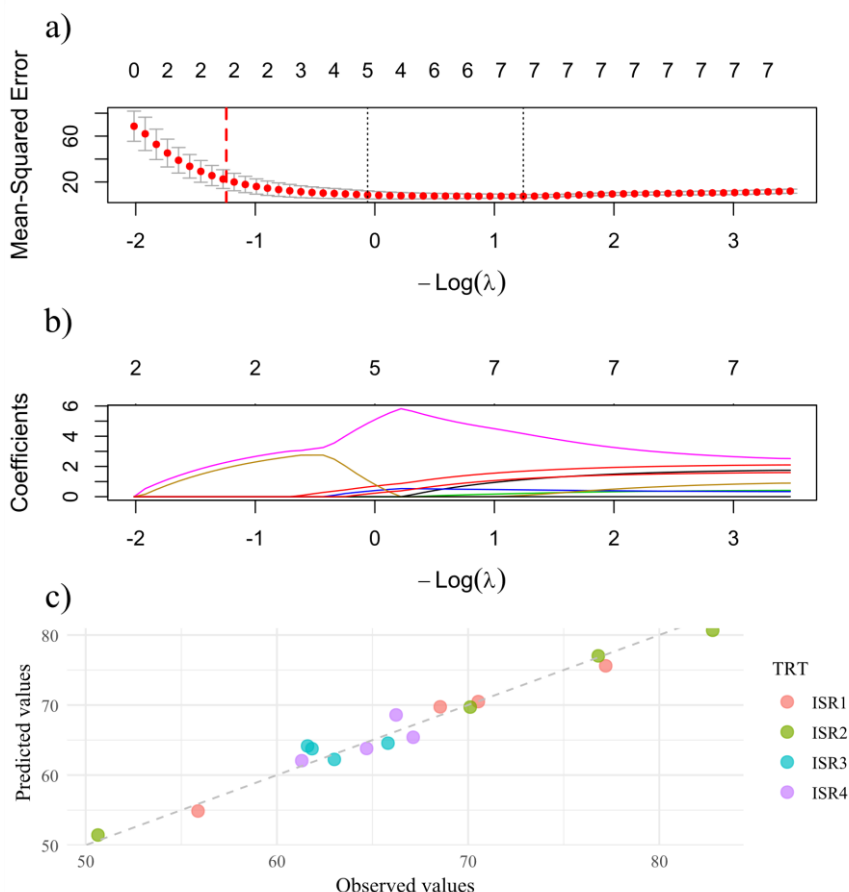 a)
0 2 2 2 2 3 4 5 4 6 6 7 7 7 7 7 7 7 7 7
Mean-Squared Error
60
20
-2 -1 0 1 2 3
− Log(λ)
b)
2 2 5 7 7 7
Coefficients
6
4
2
0
-2 -1 0 1 2 3
− Log(λ)
c)
Predicted values
80
70
60
50
50 60 70 80
Observed values
TRT
ISR1
ISR2
ISR3
ISR4